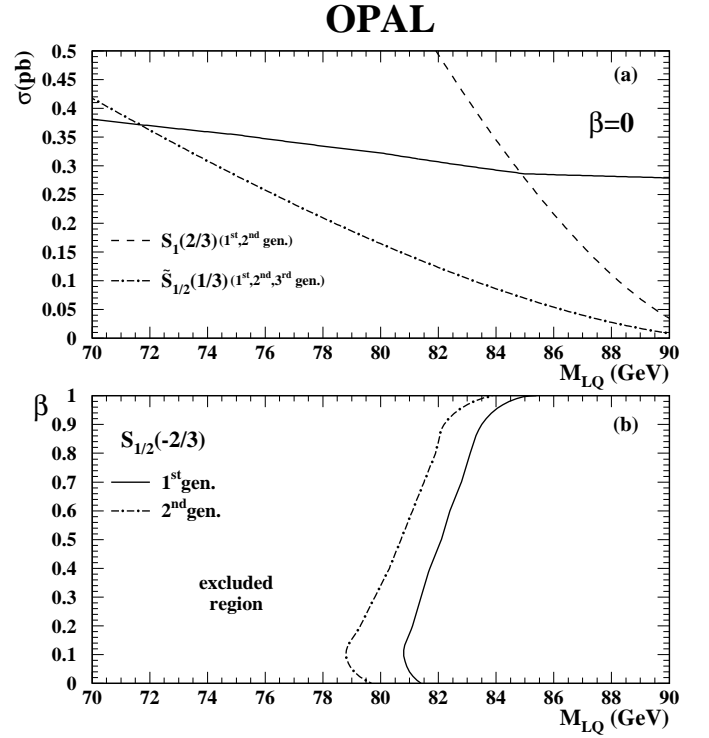 OPAL
σ(pb)
0.5
0.45
0.4
0.35
0.3
0.25
0.2
0.15
0.1
0.05
0
(a)
β=0
S₁(2/3) (1ˢᵗ,2ⁿᵈ gen.)
S̃₁/₂(1/3) (1ˢᵗ,2ⁿᵈ,3ʳᵈ gen.)
70 72 74 76 78 80 82 84 86 88 90
M_LQ (GeV)
β
1
0.9
0.8
0.7
0.6
0.5
0.4
0.3
0.2
0.1
0
(b)
S₁/₂(-2/3)
1ˢᵗ gen.
2ⁿᵈ gen.
excluded
region
70 72 74 76 78 80 82 84 86 88 90
M_LQ (GeV)